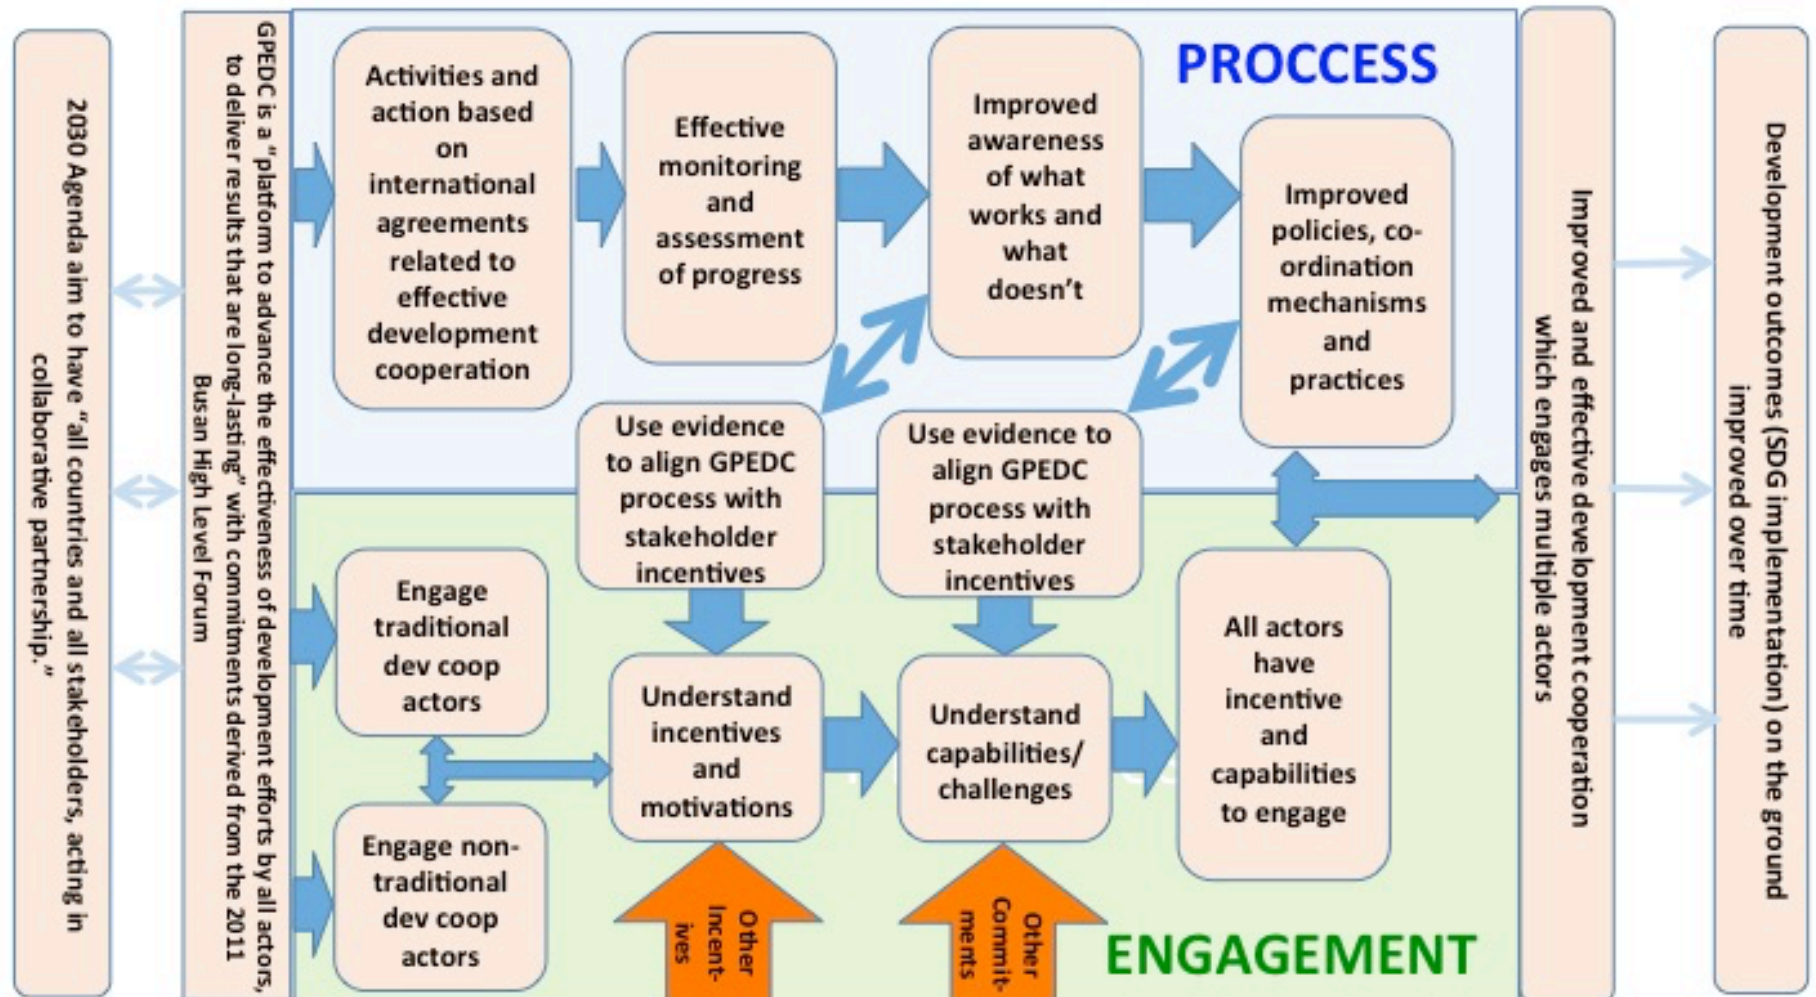 2030 Agenda aim to have “all countries and all stakeholders, acting in
collaborative partnership.”
GPEDC is a “platform to advance the effectiveness of development efforts by all actors,
to deliver results that are long-lasting” with commitments derived from the 2011
Busan High Level Forum
PROCCESS
Activities and
action based
on
international
agreements
related to
effective
development
cooperation
Effective
monitoring
and
assessment
of progress
Improved
awareness
of what
works and
what
doesn’t
Improved
policies, co-
ordination
mechanisms
and
practices
Use evidence
to align GPEDC
process with
stakeholder
incentives
Use evidence to
align GPEDC
process with
stakeholder
incentives
Engage
traditional
dev coop
actors
Engage non-
traditional
dev coop
actors
Understand
incentives
and
motivations
Understand
capabilities/
challenges
All actors
have
incentive
and
capabilities
to engage
Other
Incent-
ives
Other
Commit-
ments
ENGAGEMENT
Improved and effective development cooperation
which engages multiple actors
Development outcomes (SDG implementation) on the ground
improved over time